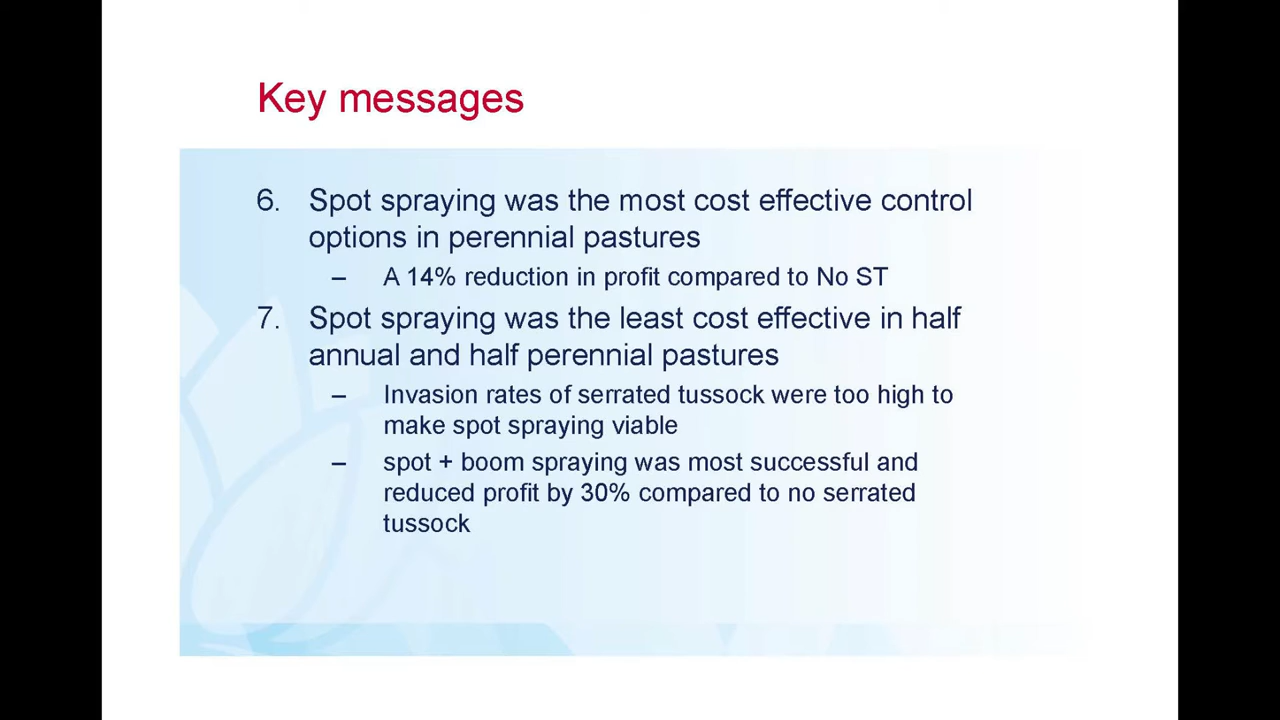 Key messages
6. Spot spraying was the most cost effective control
options in perennial pastures
– A 14% reduction in profit compared to No ST
7. Spot spraying was the least cost effective in half
annual and half perennial pastures
– Invasion rates of serrated tussock were too high to
make spot spraying viable
– spot + boom spraying was most successful and
reduced profit by 30% compared to no serrated
tussock